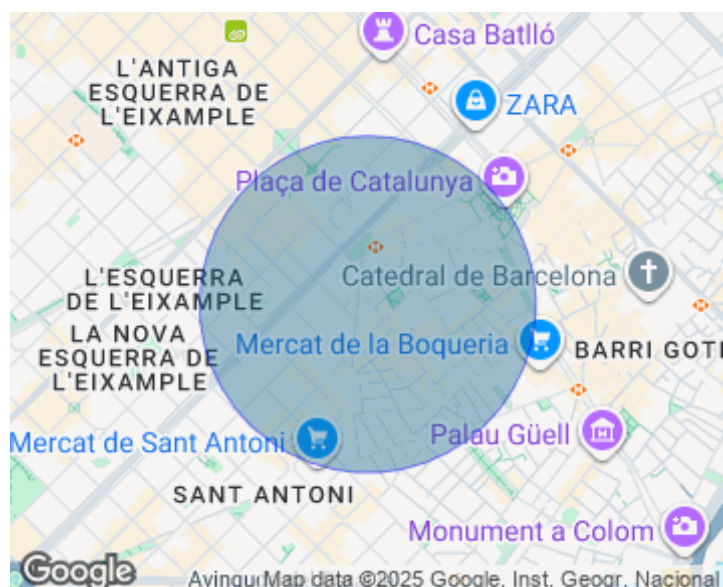 Casa Batlló
L'ANTIGA
ESQUERRA DE
L'EIXAMPLE
ZARA
Plaça de Catalunya
L'ESQUERRA
DE L'EIXAMPLE
Catedral de Barcelona
LA NOVA
ESQUERRA DE
L'EIXAMPLE
Mercat de la Boqueria
BARRI GOTI
Mercat de Sant Antoni
Palau Güell
SANT ANTONI
Monument a Colom
Google
Avingu
Map data ©2025 Google, Inst. Geogr. Nacional